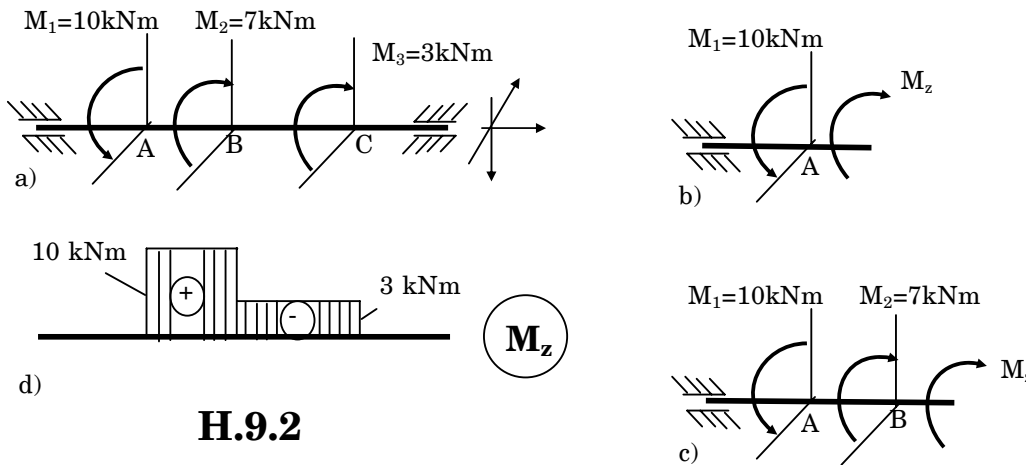 M₁=10kNm M₂=7kNm
M₃=3kNm
A B C
a)
M₁=10kNm
M_z
A
b)
10 kNm
+
-
3 kNm
M_z
d)
H.9.2
M₁=10kNm M₂=7kNm
A B
c)